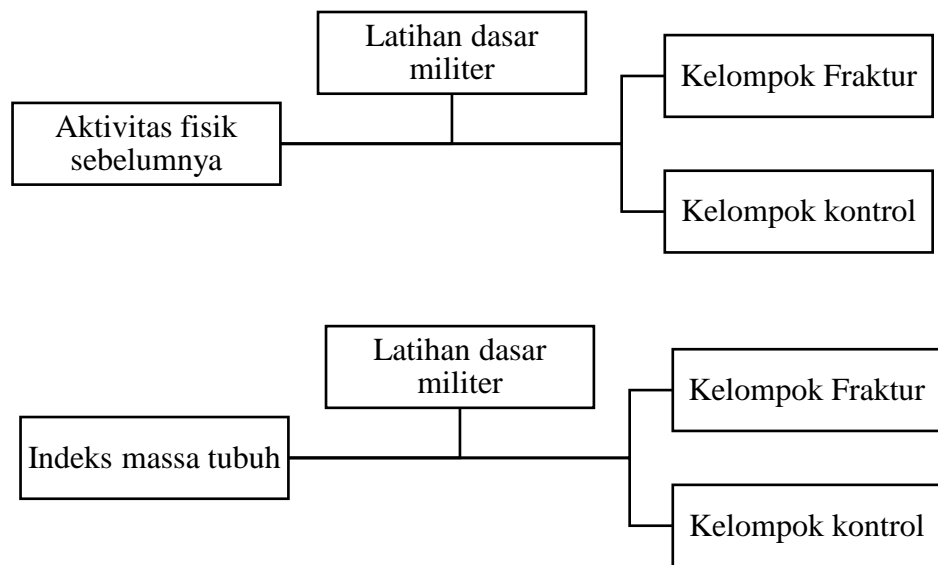 Latihan dasar
militer
Kelompok Fraktur
Aktivitas fisik
sebelumnya
Kelompok kontrol
Latihan dasar
militer
Kelompok Fraktur
Indeks massa tubuh
Kelompok kontrol